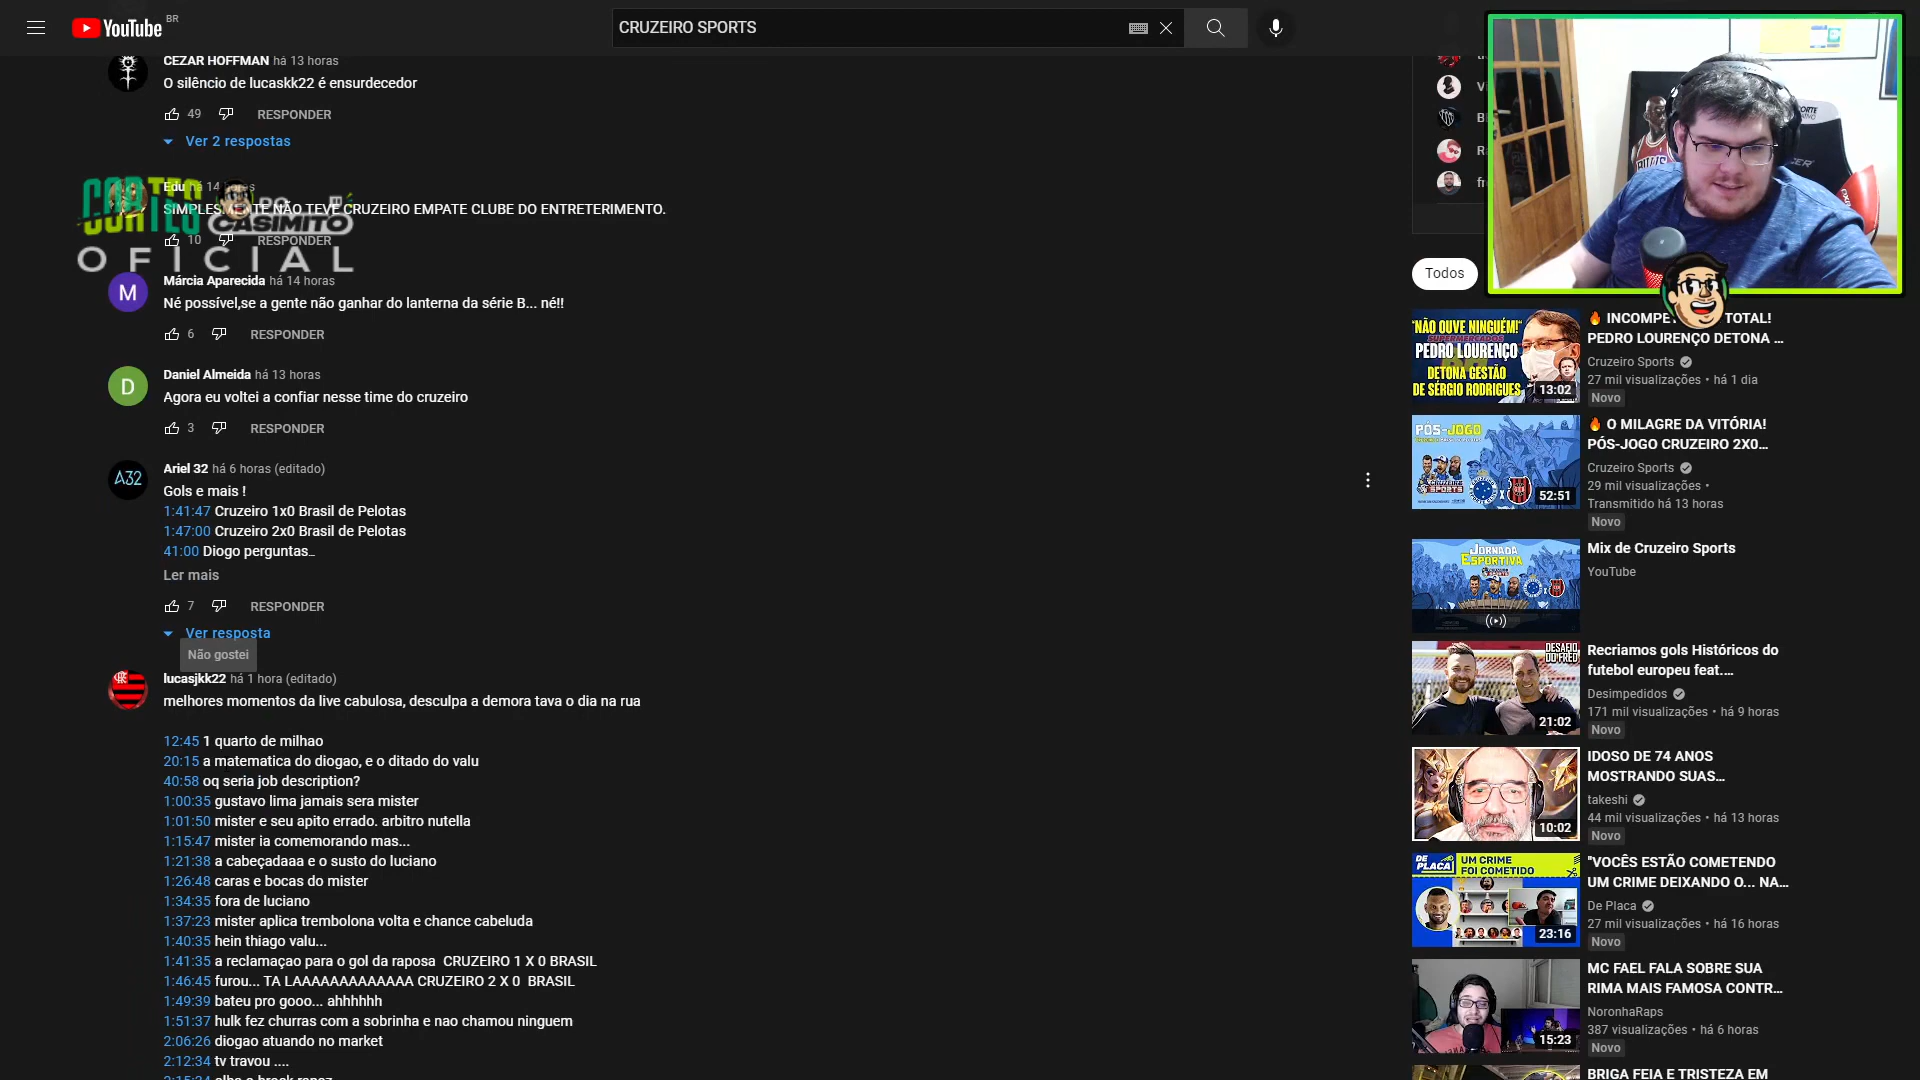 YouTube BR
CRUZEIRO SPORTS
CEZAR HOFFMAN há 13 horas
O silêncio de lucaskk22 é ensurdecedor
49 RESPONDER
Ver 2 respostas
Edu há 14 horas
SIMPLESMENTE NÃO TEVE CRUZEIRO EMPATE CLUBE DO ENTRETERIMENTO.
10 RESPONDER
CORTES DO CASIMITO
OFICIAL
M
Márcia Aparecida há 14 horas
Né possível,se a gente não ganhar do lanterna da série B... né!!
6 RESPONDER
D
Daniel Almeida há 13 horas
Agora eu voltei a confiar nesse time do cruzeiro
3 RESPONDER
A32
Ariel 32 há 6 horas (editado)
Gols e mais !
1:41:47 Cruzeiro 1x0 Brasil de Pelotas
1:47:00 Cruzeiro 2x0 Brasil de Pelotas
41:00 Diogo perguntas...
Ler mais
7 RESPONDER
Ver resposta
Não gostei
lucasjkk22 há 1 hora (editado)
melhores momentos da live cabulosa, desculpa a demora tava o dia na rua
12:45 1 quarto de milhao
20:15 a matematica do diogao, e o ditado do valu
40:58 oq seria job description?
1:00:35 gustavo lima jamais sera mister
1:01:50 mister e seu apito errado. arbitro nutella
1:15:47 mister ia comemorando mas...
1:21:38 a cabeçadaaa e o susto do luciano
1:26:48 caras e bocas do mister
1:34:35 fora de luciano
1:37:23 mister aplica trembolona volta e chance cabeluda
1:40:35 hein thiago valu...
1:41:35 a reclamaçao para o gol da raposa CRUZEIRO 1 X 0 BRASIL
1:46:45 furou... TA LAAAAAAAAAAAAA CRUZEIRO 2 X 0 BRASIL
1:49:39 bateu pro gooo... ahhhhhh
1:51:37 hulk fez churras com a sobrinha e nao chamou ninguem
2:06:26 diogao atuando no market
2:12:34 tv travou ....
Todos
"NÃO OUVE NINGUÉM!"
SUPERMERCADOS
PEDRO LOURENÇO
DETONA GESTÃO
DE SÉRGIO RODRIGUES
13:02
PEDRO LOURENÇO DETONA ...
Cruzeiro Sports
27 mil visualizações • há 1 dia
Novo
PÓS-JOGO
CRUZEIRO SPORTS
X
52:51
🔥 O MILAGRE DA VITÓRIA!
PÓS-JOGO CRUZEIRO 2X0...
Cruzeiro Sports
29 mil visualizações •
Transmitido há 13 horas
Novo
JORNADA
ESPORTIVA
X
Mix de Cruzeiro Sports
YouTube
DESAFIO
DO FRED
21:02
Recriamos gols Históricos do
futebol europeu feat....
Desimpedidos
171 mil visualizações • há 9 horas
Novo
10:02
IDOSO DE 74 ANOS
MOSTRANDO SUAS...
takeshi
44 mil visualizações • há 13 horas
Novo
DE PLACA
UM CRIME
FOI COMETIDO
23:16
"VOCÊS ESTÃO COMETENDO
UM CRIME DEIXANDO O... NA...
De Placa
27 mil visualizações • há 16 horas
Novo
15:23
MC FAEL FALA SOBRE SUA
RIMA MAIS FAMOSA CONTR...
NoronhaRaps
387 visualizações • há 6 horas
Novo
BRIGA FEIA E TRISTEZA EM